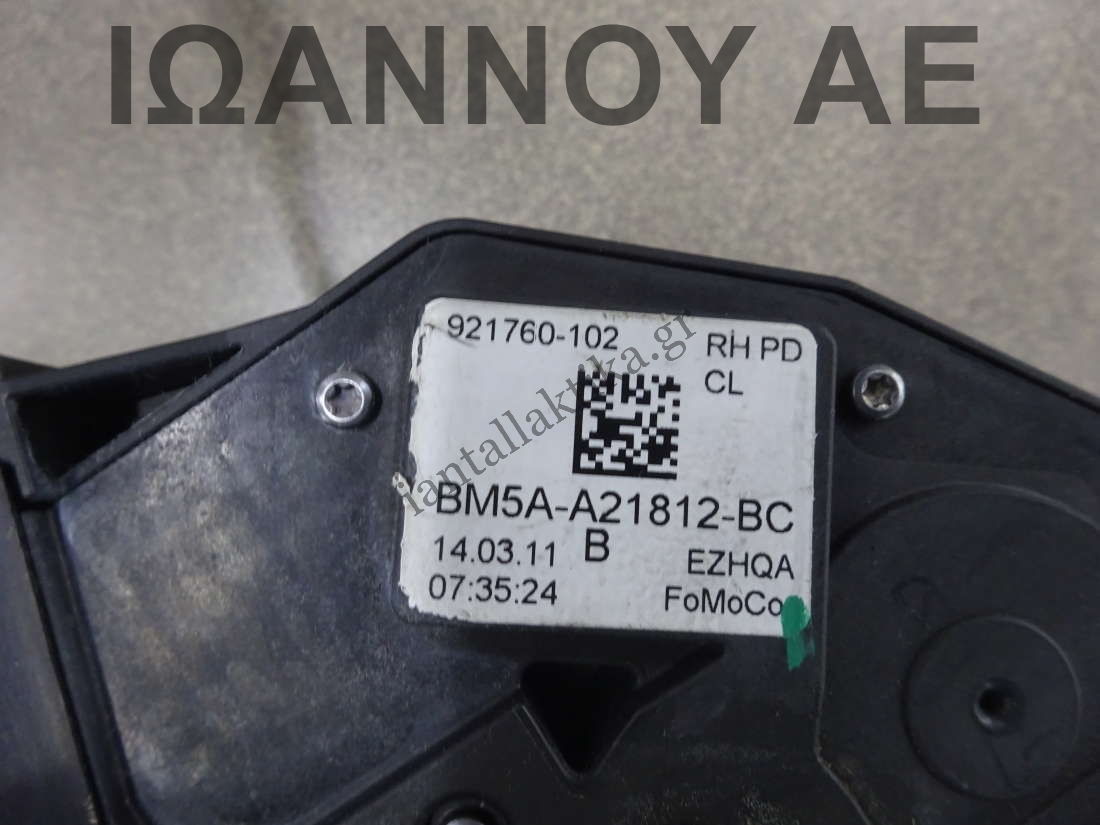 ΙΩΑΝΝΟΥ ΑΕ
921760-102
RH PD
CL
iantallaktika.gr
BM5A-A21812-BC
14.03.11 B EZHQA
07:35:24 FoMoCo